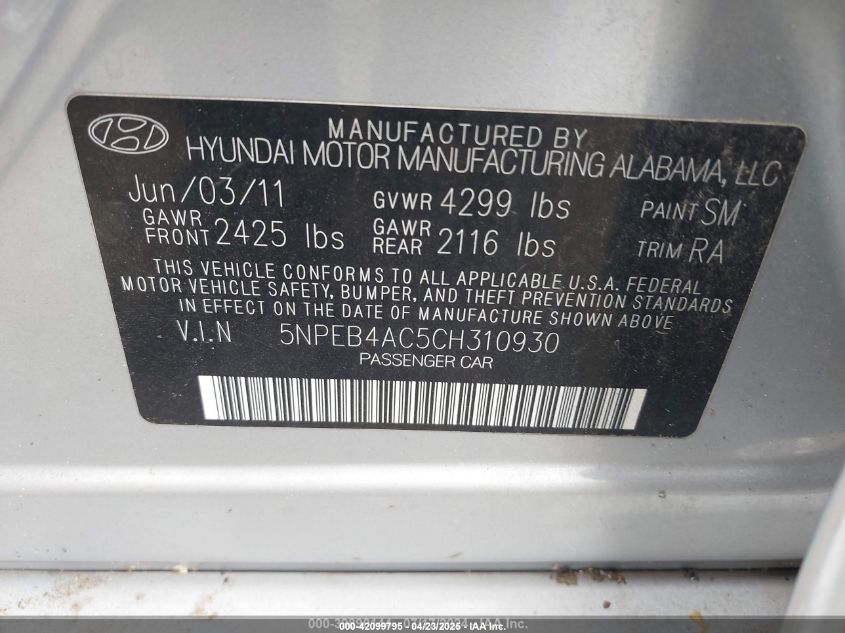 MANUFACTURED BY
HYUNDAI MOTOR MANUFACTURING ALABAMA, LLC
Jun/03/11 GVWR 4299 lbs PAINT SM
GAWR FRONT 2425 lbs GAWR REAR 2116 lbs TRIM RA
THIS VEHICLE CONFORMS TO ALL APPLICABLE U.S.A. FEDERAL
MOTOR VEHICLE SAFETY, BUMPER, AND THEFT PREVENTION STANDARDS
IN EFFECT ON THE DATE OF MANUFACTURE SHOWN ABOVE.
V.I.N 5NPEB4AC5CH310930
PASSENGER CAR
000-42099795 - 04/23/2025 - IAA Inc.